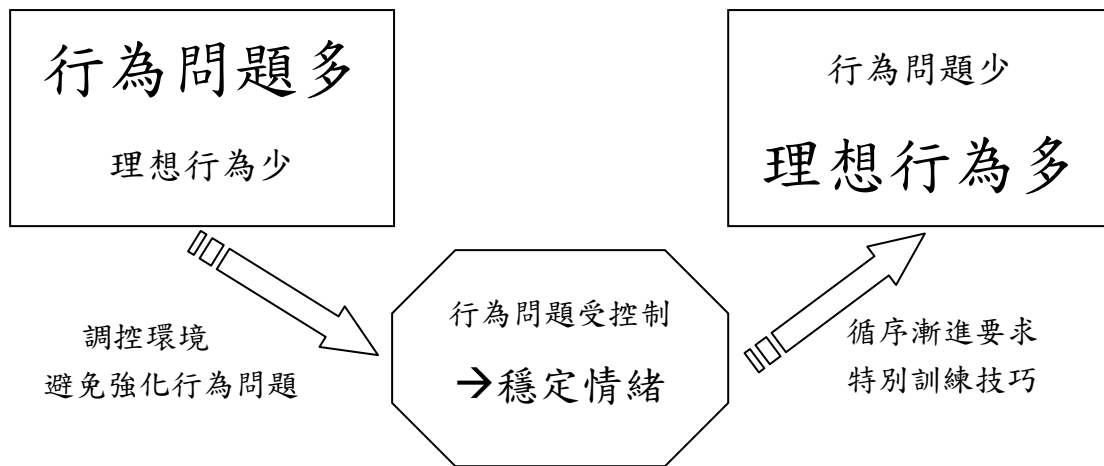 行為問題多
理想行為少
行為問題少
理想行為多
調控環境
避免強化行為問題
行為問題受控制
→穩定情緒
循序漸進要求
特別訓練技巧